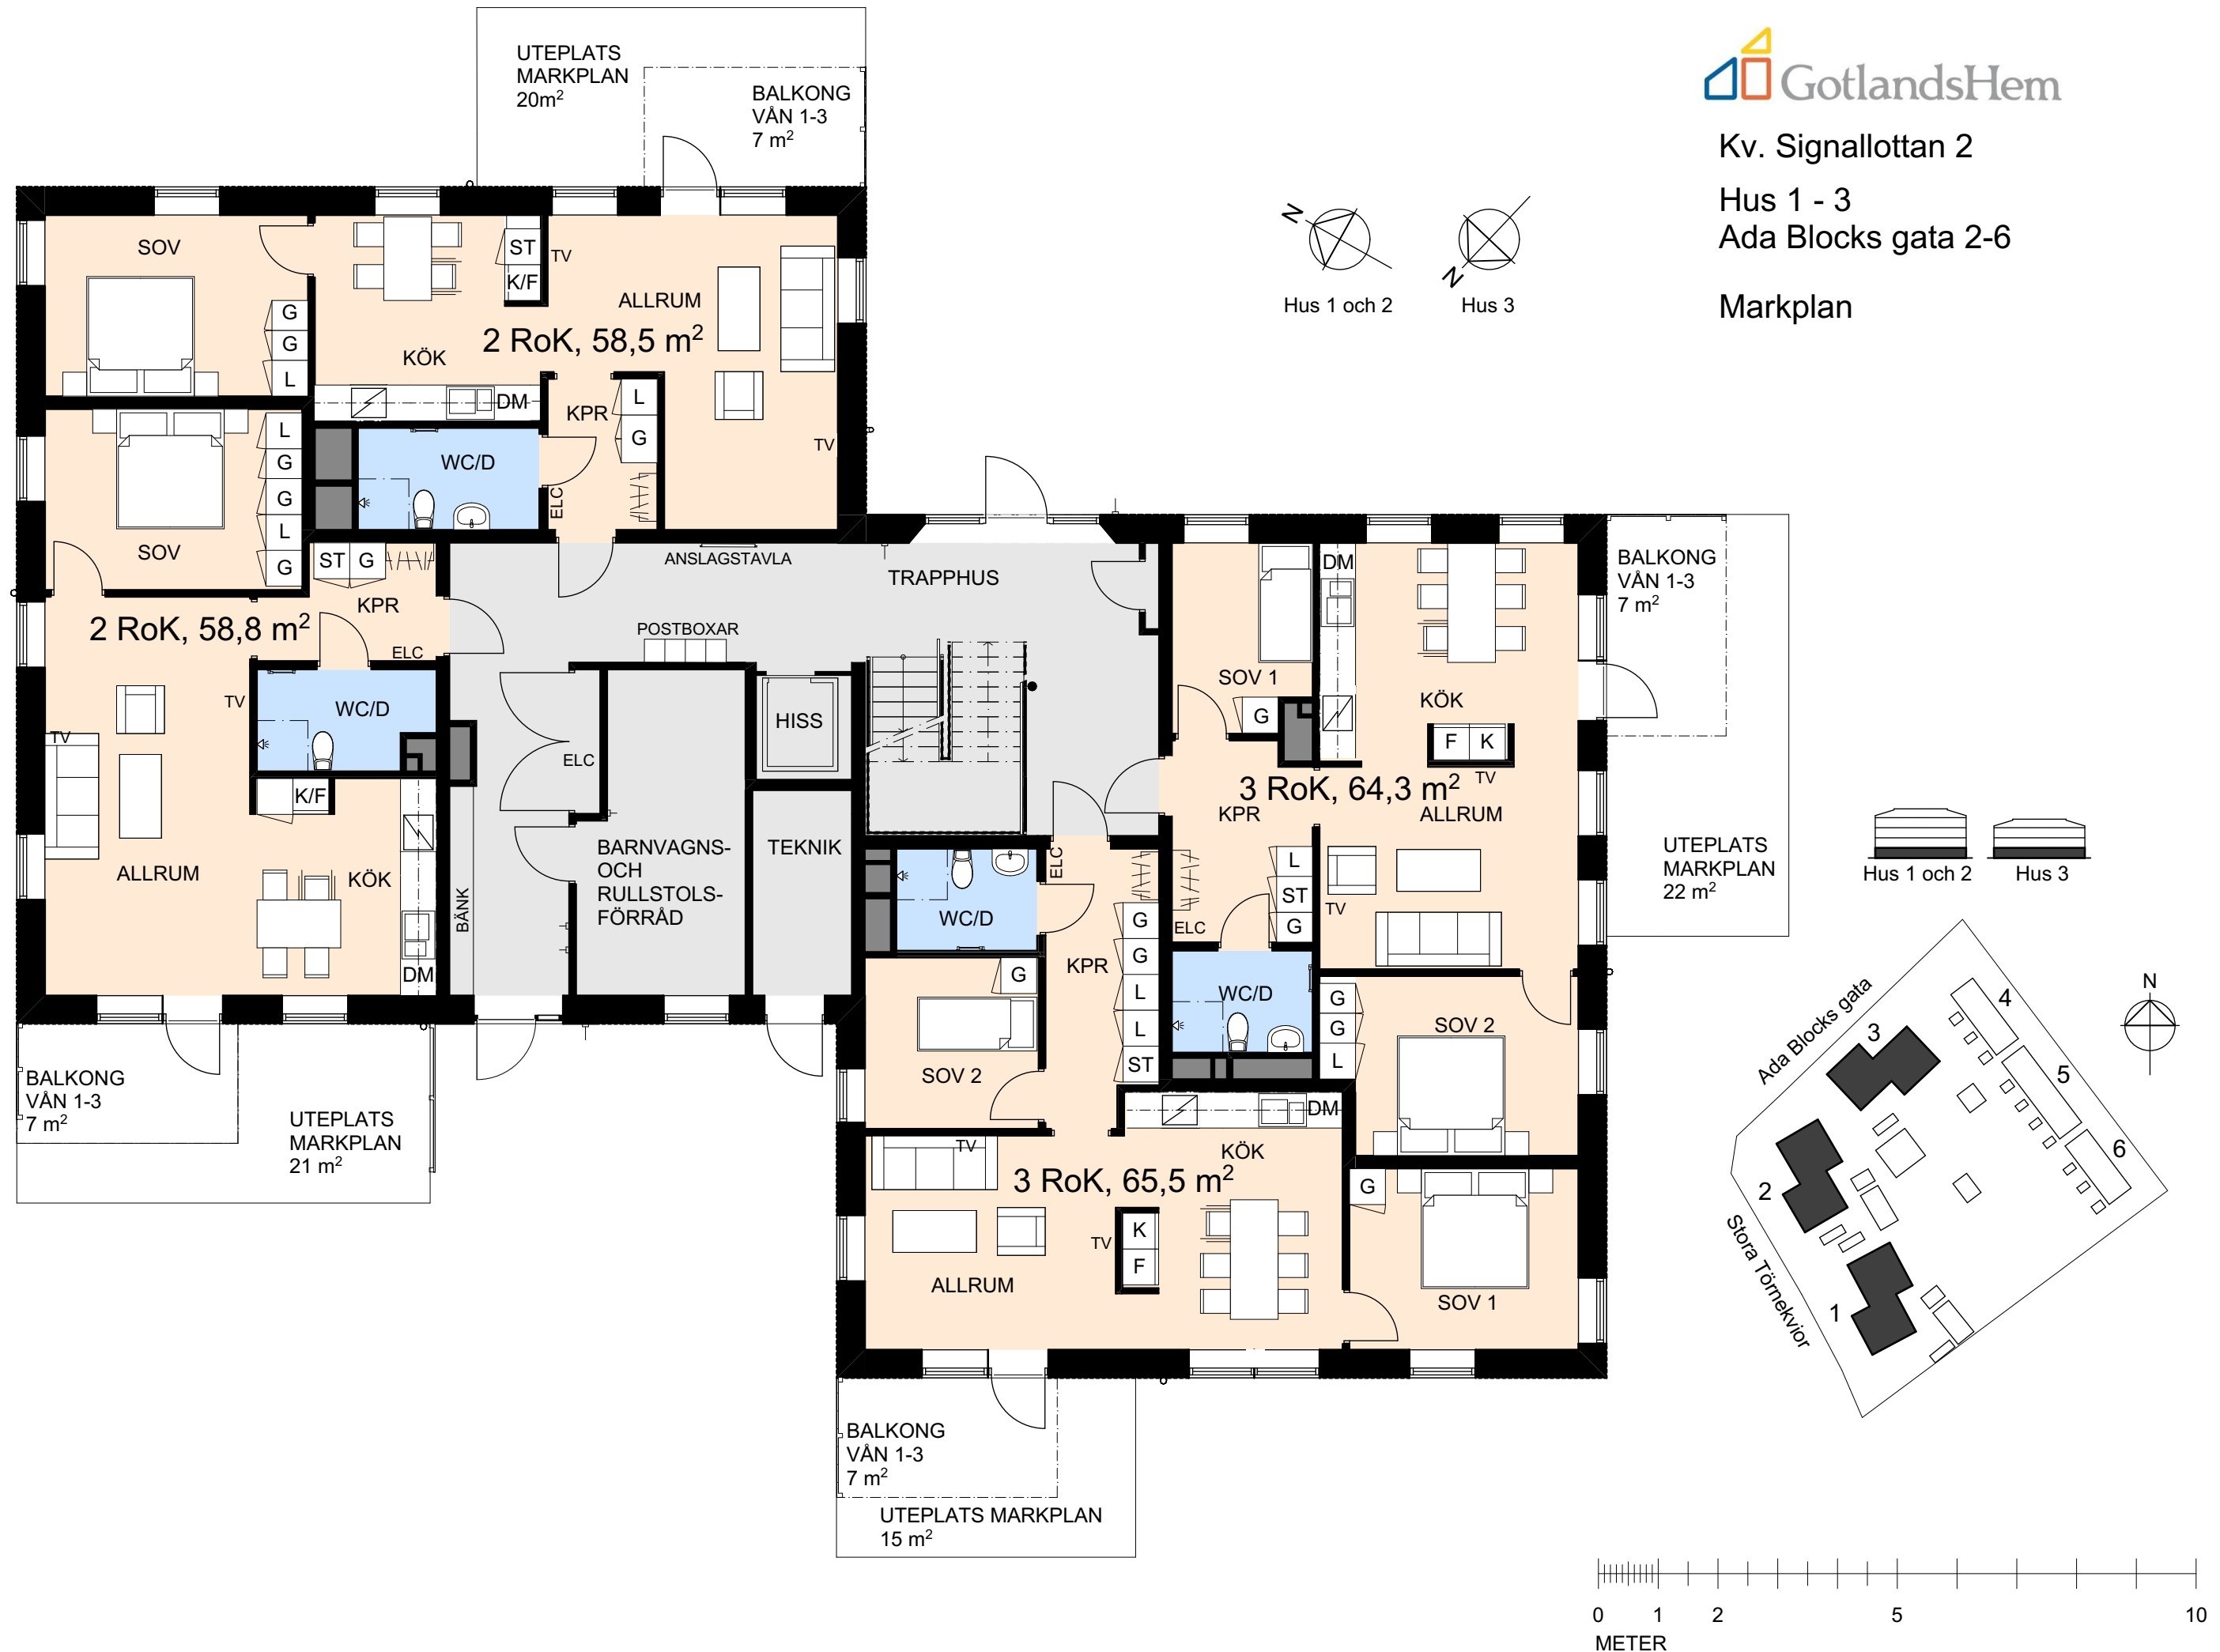 GotlandsHem
Kv. Signallottan 2
Hus 1 - 3
Ada Blocks gata 2-6
Markplan
N
Hus 1 och 2
N
Hus 3
UTEPLATS
MARKPLAN
20m²
BALKONG
VÅN 1-3
7 m²
SOV
G
G
L
ST
K/F
TV
ALLRUM
2 RoK, 58,5 m²
KÖK
DM
KPR
L
G
TV
WC/D
ELC
L
G
G
L
G
SOV
ST
G
KPR
2 RoK, 58,8 m²
ELC
TV
WC/D
TV
K/F
ALLRUM
KÖK
DM
BALKONG
VÅN 1-3
7 m²
UTEPLATS
MARKPLAN
21 m²
ANSLAGSTAVLA
TRAPPHUS
POSTBOXAR
HISS
ELC
BÄNK
BARNVAGNS-
OCH
RULLSTOLS-
FÖRRÅD
TEKNIK
DM
SOV 1
G
KÖK
F
K
TV
3 RoK, 64,3 m²
KPR
ALLRUM
L
ST
G
TV
ELC
WC/D
G
G
L
SOV 2
BALKONG
VÅN 1-3
7 m²
UTEPLATS
MARKPLAN
22 m²
ELC
WC/D
G
G
L
L
ST
KPR
G
SOV 2
DM
TV
KÖK
3 RoK, 65,5 m²
K
F
TV
ALLRUM
G
SOV 1
BALKONG
VÅN 1-3
7 m²
UTEPLATS MARKPLAN
15 m²
Hus 1 och 2
Hus 3
Ada Blocks gata
Stora Törnekvior
N
4
3
5
6
2
1
0 1 2 5 10
METER